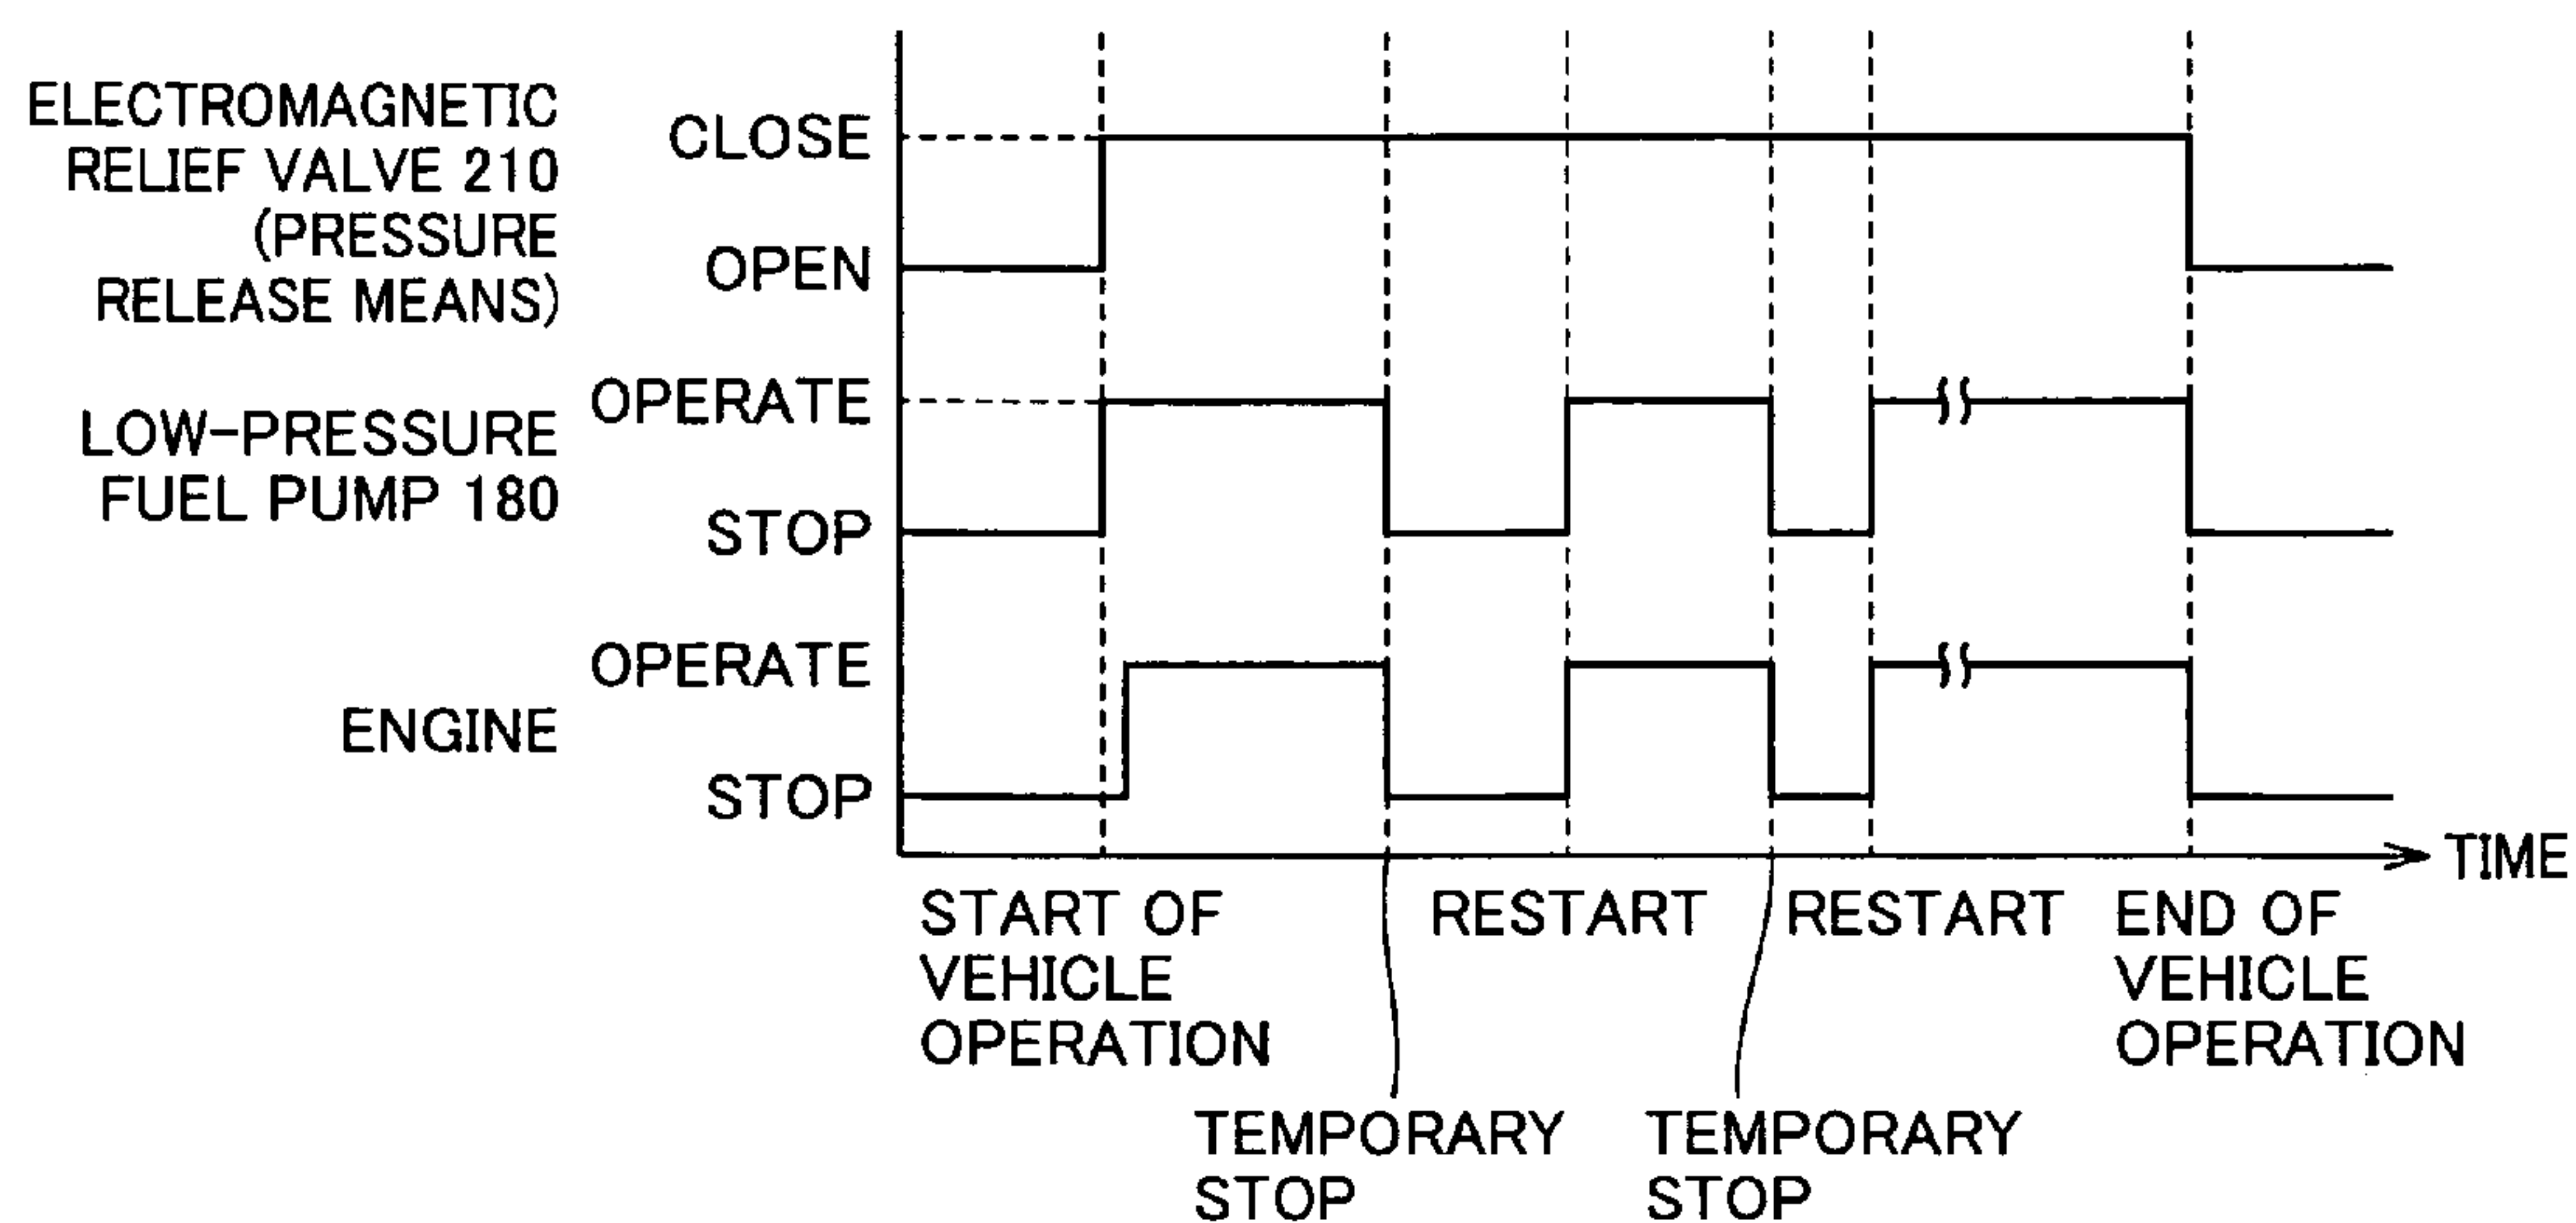 ELECTROMAGNETIC
RELIEF VALVE 210
(PRESSURE
RELEASE MEANS)
CLOSE
OPEN
LOW-PRESSURE
FUEL PUMP 180
OPERATE
STOP
ENGINE
OPERATE
STOP
TIME
START OF
VEHICLE
OPERATION
TEMPORARY
STOP
RESTART
TEMPORARY
STOP
RESTART
END OF
VEHICLE
OPERATION